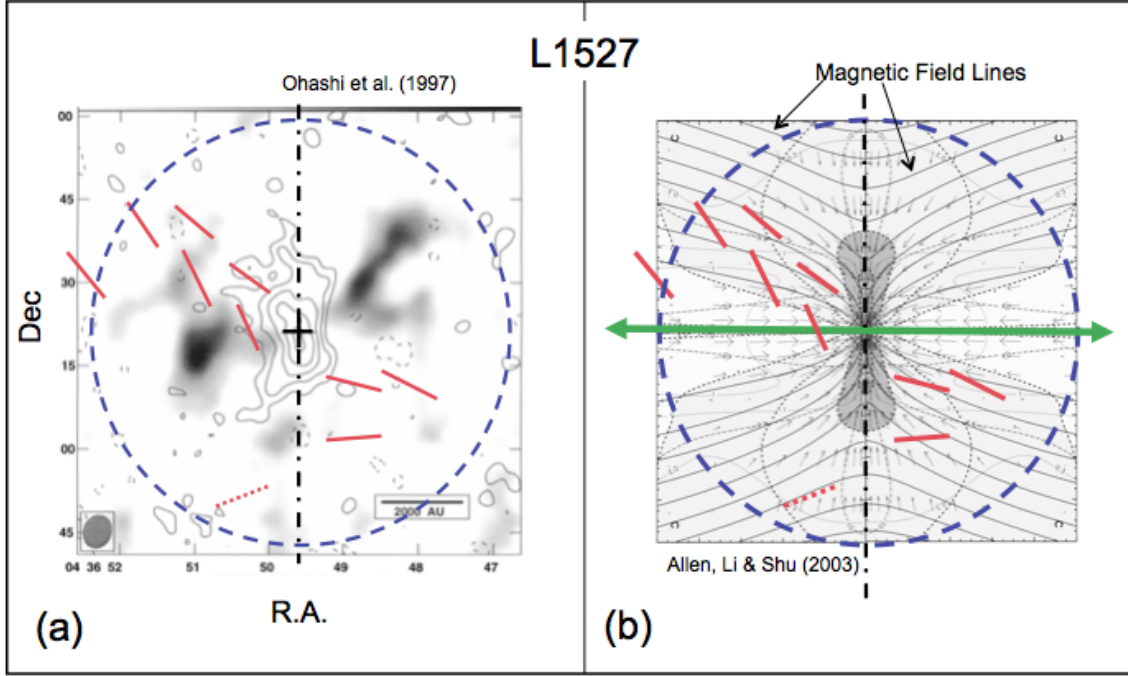 L1527
Ohashi et al. (1997)
Magnetic Field Lines
00
45
30
15
00
45
Dec
2000 AU
04 36 52
51
50
49
48
47
R.A.
(a)
C
C
C
C
Allen, Li & Shu (2003)
(b)